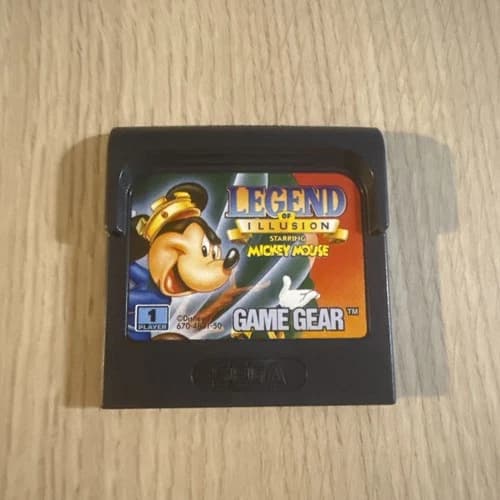 LEGEND
OF
ILLUSION
STARRING
MICKEY MOUSE
1
PLAYER
©Disney
GAME GEAR™
SEGA